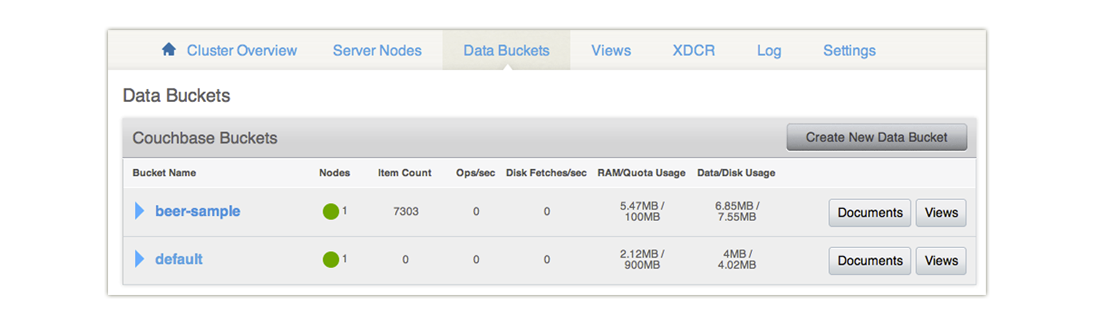 Cluster Overview Server Nodes Data Buckets Views XDCR Log Settings
Data Buckets
Couchbase Buckets Create New Data Bucket
Bucket Name Nodes Item Count Ops/sec Disk Fetches/sec RAM/Quota Usage Data/Disk Usage
beer-sample 1 7303 0 0 5.47MB / 100MB 6.85MB / 7.55MB Documents Views
default 1 0 0 0 2.12MB / 900MB 4MB / 4.02MB Documents Views